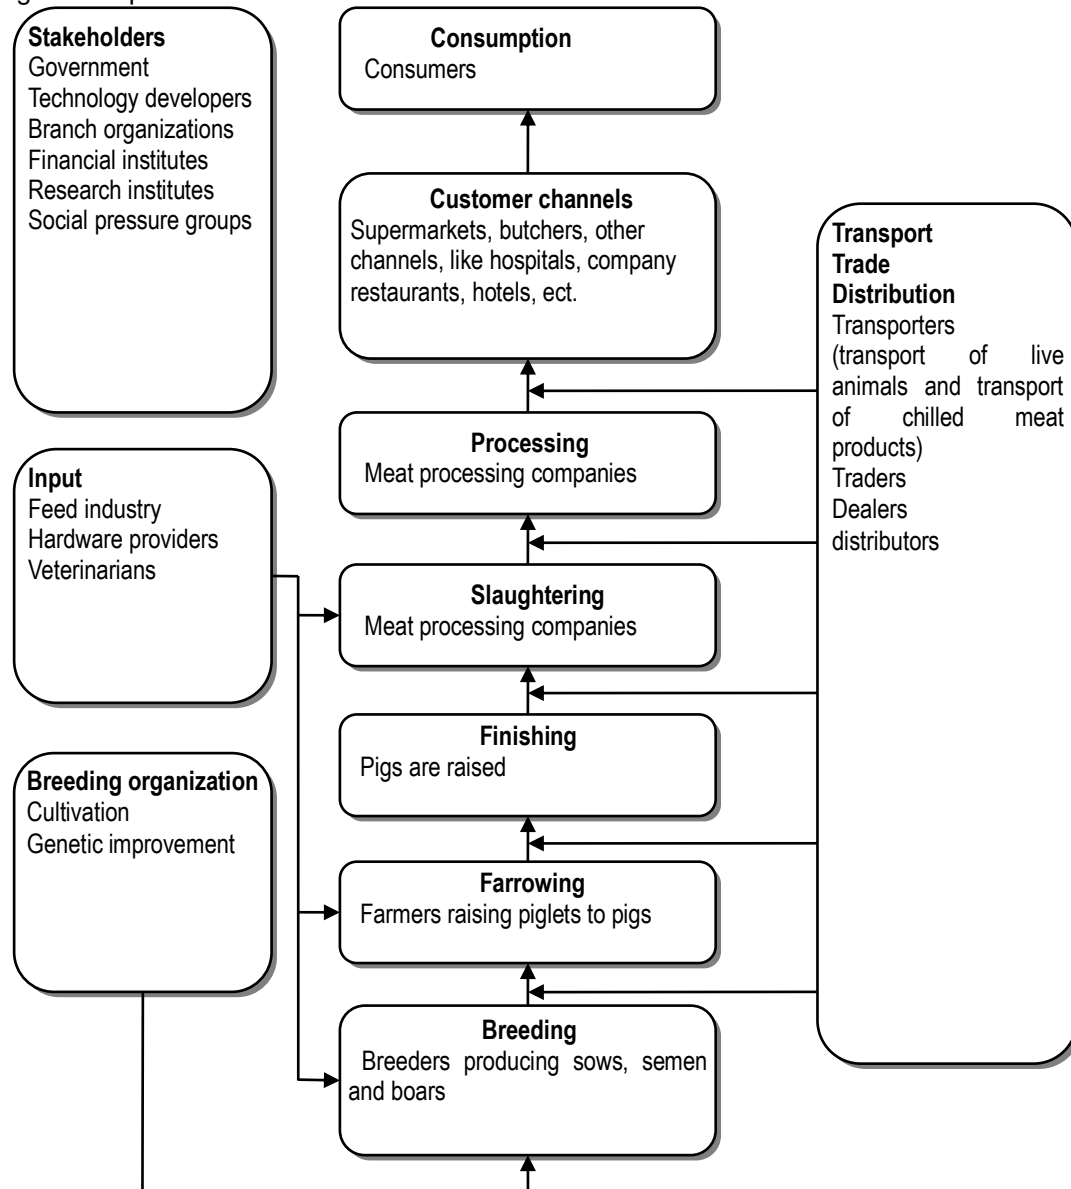 Stakeholders
Government
Technology developers
Branch organizations
Financial institutes
Research institutes
Social pressure groups
Consumption
Consumers
Customer channels
Supermarkets, butchers, other
channels, like hospitals, company
restaurants, hotels, ect.
Transport
Trade
Distribution
Transporters
(transport of live
animals and transport
of chilled meat
products)
Traders
Dealers
distributors
Processing
Meat processing companies
Input
Feed industry
Hardware providers
Veterinarians
Slaughtering
Meat processing companies
Finishing
Pigs are raised
Breeding organization
Cultivation
Genetic improvement
Farrowing
Farmers raising piglets to pigs
Breeding
Breeders producing sows, semen
and boars